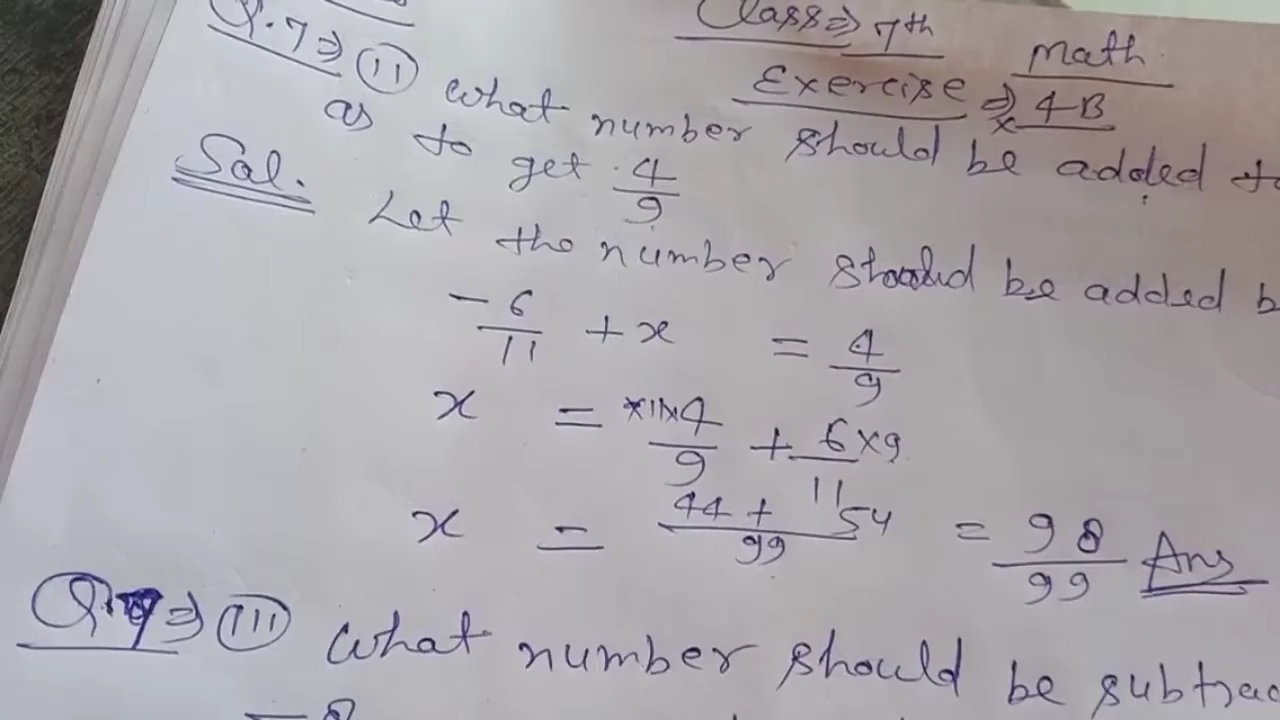 Class⇒ 7th Math
Exercise ⇒ 4B
Q.7⇒ (ii) what number should be added to
as to get 4/9
Sol. Let the number should be added b
-6/11 + x = 4/9
x = 11×4/9 + 6×9/11
x = 44+54/99 = 98/99 Ans
Q.7⇒ (iii) what number should be subtrac